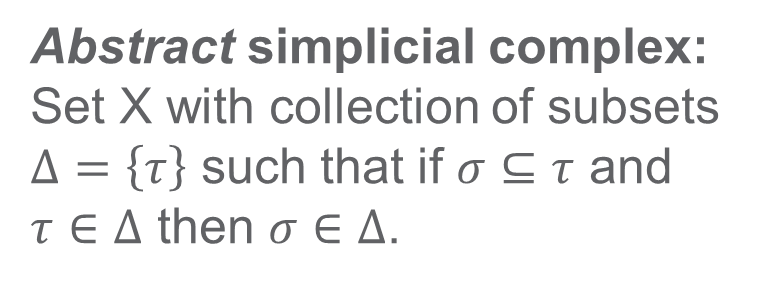 Abstract simplicial complex:
Set X with collection of subsets
Δ = {τ} such that if σ ⊆ τ and
τ ∈ Δ then σ ∈ Δ.